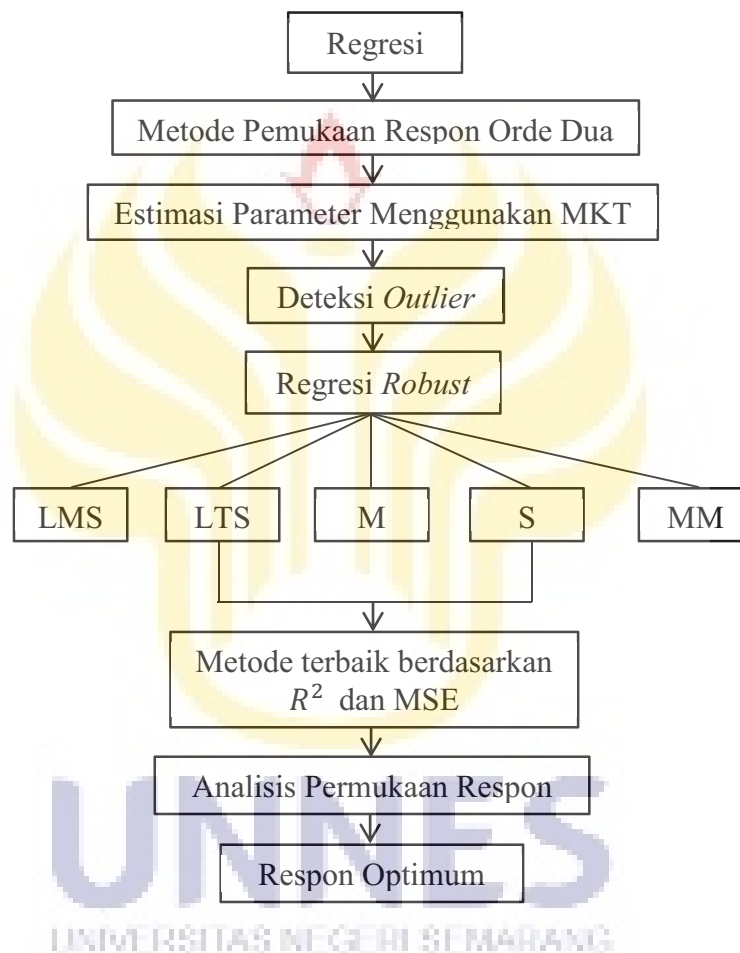 Regresi
Metode Pemukaan Respon Orde Dua
Estimasi Parameter Menggunakan MKT
Deteksi Outlier
Regresi Robust
LMS LTS M S MM
Metode terbaik berdasarkan
R² dan MSE
Analisis Permukaan Respon
Respon Optimum
UNNES
UNIVERSITAS NEGERI SEMARANG